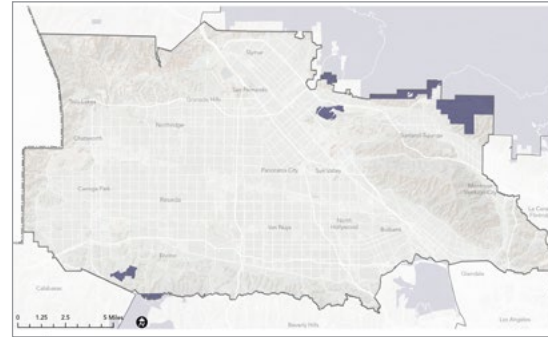 Sylmar
San Fernando
Porter Ranch
Granada Hills
Sunland Tujunga
Chatsworth
Northridge
Panorama City
Sun Valley
Canoga Park
Reseda
Van Nuys
North
Hollywood
Burbank
Encino
Calabasas
Glendale
Beverly Hills
Los Angeles
0 1.25 2.5 5 Miles